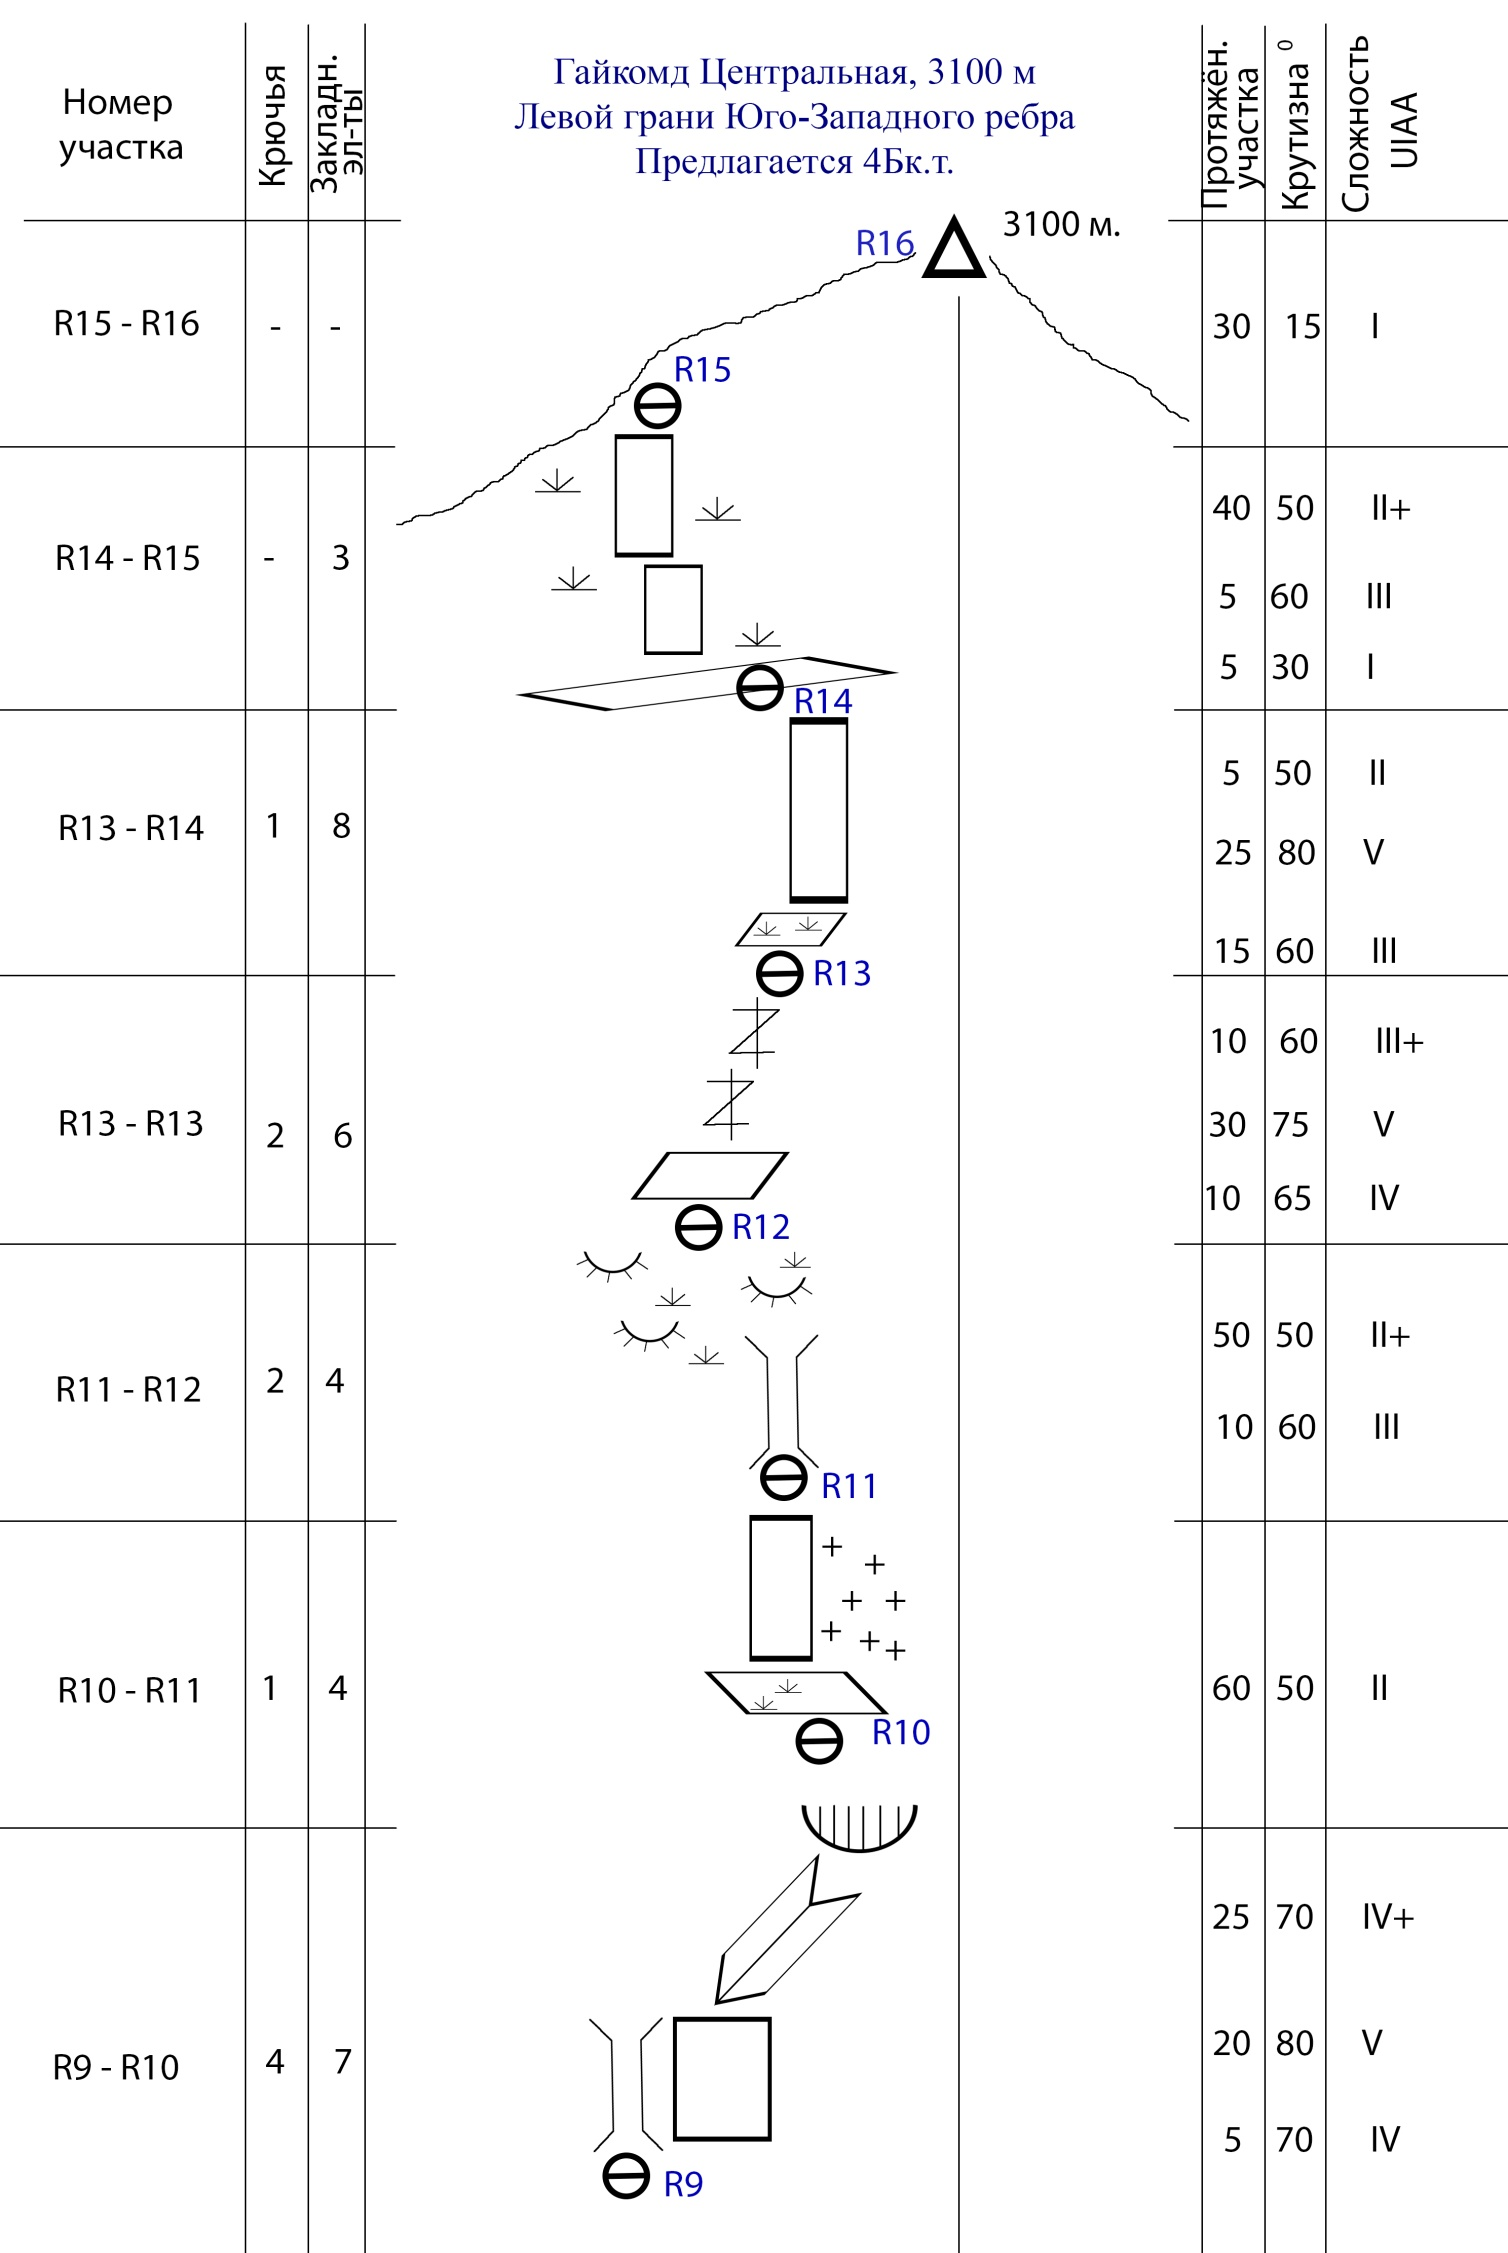 Номер
участка
Крючья
Закладн.
эл-ты
Гайкомд Центральная, 3100 м
Левой грани Юго-Западного ребра
Предлагается 4Бк.т.
Протяжён.
участка
Крутизна 0
Сложность
UIAA
R16
3100 м.
R15 - R16
-
-
30
15
I
R15
R14 - R15
-
3
40
50
II+
5
60
III
5
30
I
R14
R13 - R14
1
8
5
50
II
25
80
V
15
60
III
R13
R13 - R13
2
6
10
60
III+
30
75
V
10
65
IV
R12
R11 - R12
2
4
50
50
II+
10
60
III
R11
R10 - R11
1
4
60
50
II
R10
R9 - R10
4
7
25
70
IV+
20
80
V
5
70
IV
R9